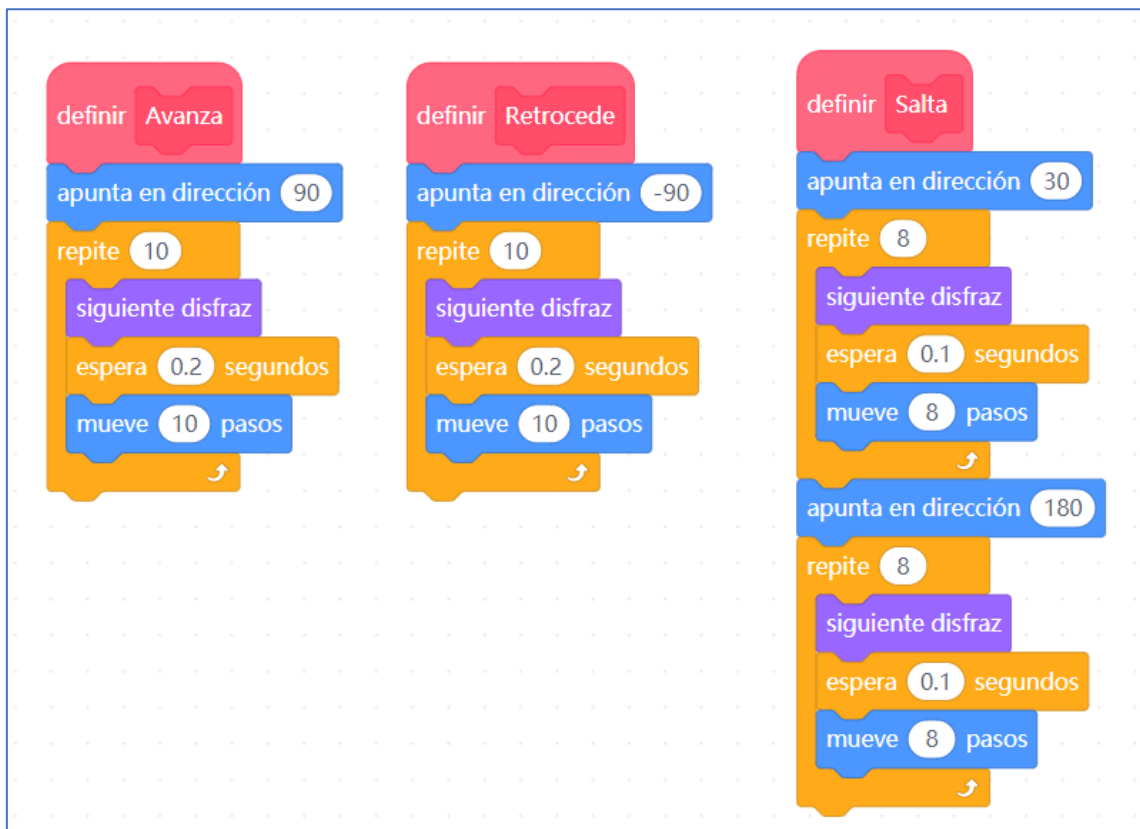 definir Avanza
apunta en dirección 90
repite 10
siguiente disfraz
espera 0.2 segundos
mueve 10 pasos
definir Retrocede
apunta en dirección -90
repite 10
siguiente disfraz
espera 0.2 segundos
mueve 10 pasos
definir Salta
apunta en dirección 30
repite 8
siguiente disfraz
espera 0.1 segundos
mueve 8 pasos
apunta en dirección 180
repite 8
siguiente disfraz
espera 0.1 segundos
mueve 8 pasos